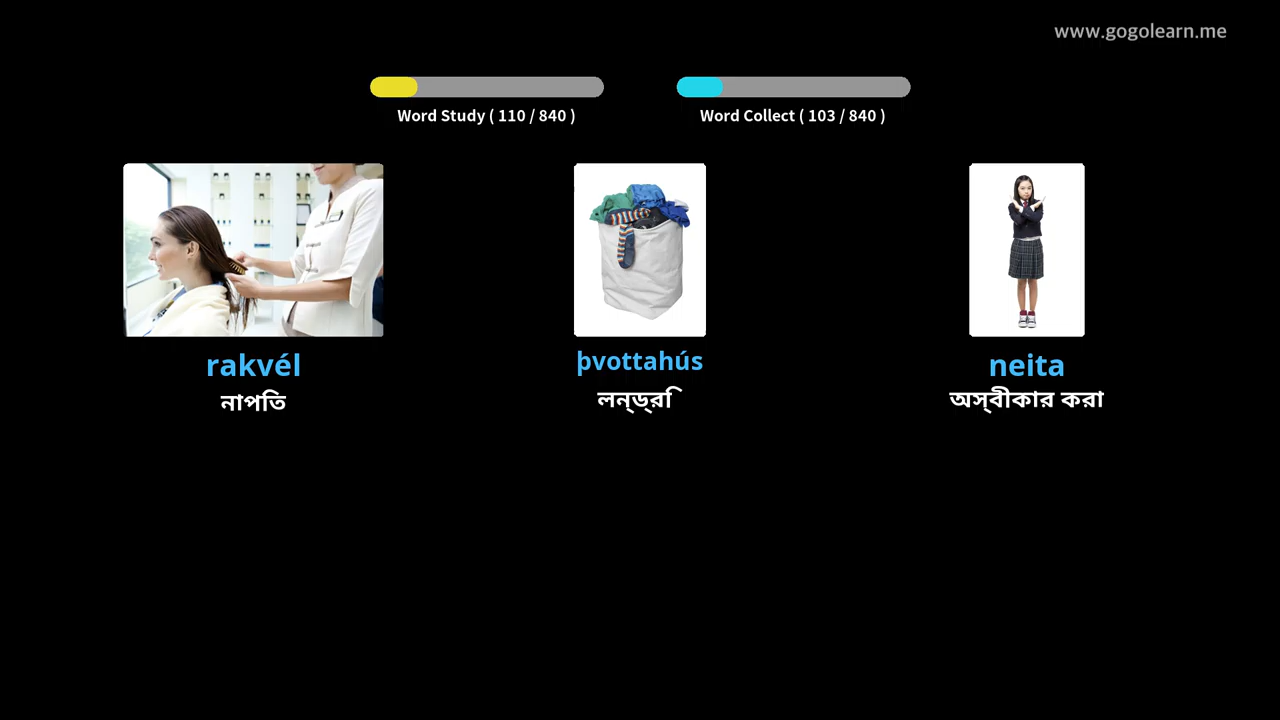 www.gogolearn.me
Word Study ( 110 / 840 )
Word Collect ( 103 / 840 )
rakvél
þvottahús
neita
নাপতি
লন্ড্রি
অস্বীকার করা